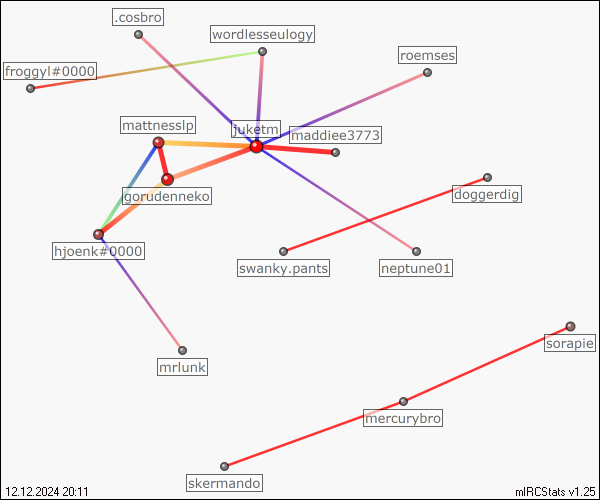 .cosbro
wordlesseulogy
roemses
froggyl#0000
mattnesslp
juketm
maddiee3773
gorudenneko
doggerdig
hjoenk#0000
swanky.pants
neptune01
sorapie
mrlunk
mercurybro
skermando
12.12.2024 20:11
mIRCStats v1.25